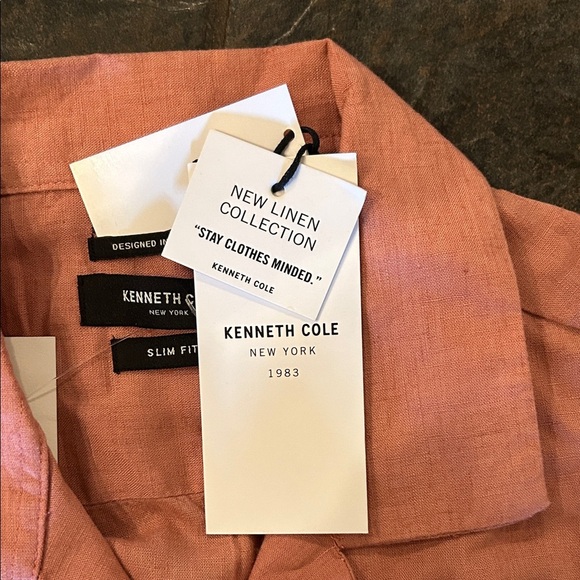 NEW LINEN
COLLECTION
“STAY CLOTHES MINDED.”
KENNETH COLE
DESIGNED IN
KENNETH
NEW YORK
SLIM FIT
KENNETH COLE
NEW YORK
1983